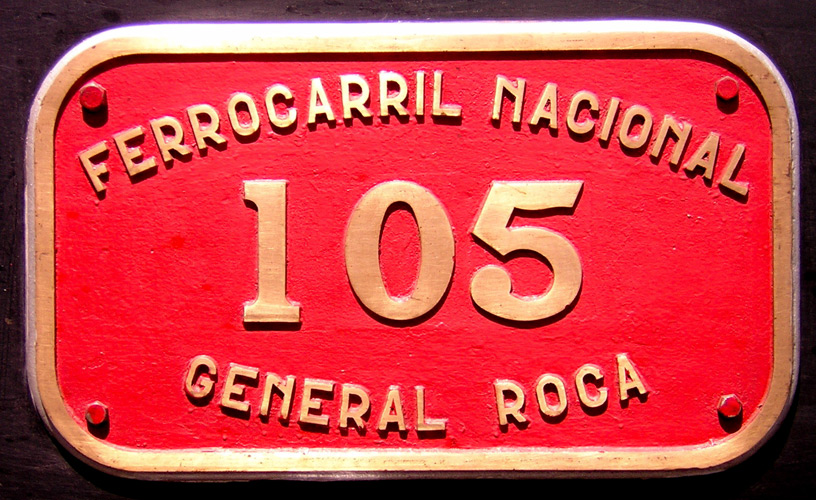 FERROCARRIL NACIONAL
105
GENERAL ROCA